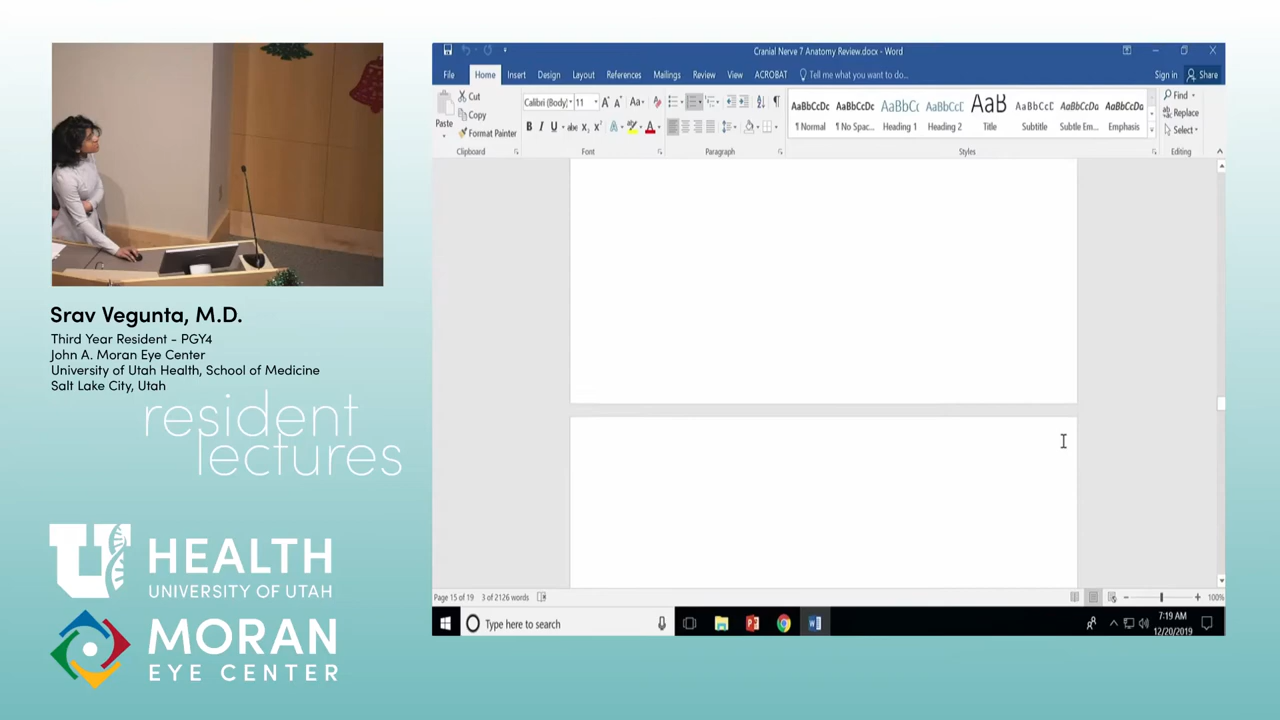 Cranial Nerve 7 Anatomy Review.docx - Word
File Home Insert Design Layout References Mailings Review View ACROBAT Tell me what you want to do... Sign in Share
Paste
Cut
Copy
Format Painter
Clipboard
Calibri (Body) 11 A A Aa
B I U abc X₂ X² A A
Font
Paragraph
AaBbCcDc AaBbCcDc AaBbCc AaBbCcE AaB AaBbCcD AaBbCcDa AaBbCcDa
¶ Normal ¶ No Spac... Heading 1 Heading 2 Title Subtitle Subtle Em... Emphasis
Styles
Find
Replace
Select
Editing
Srav Vegunta, M.D.
Third Year Resident - PGY4
John A. Moran Eye Center
University of Utah Health, School of Medicine
Salt Lake City, Utah
resident
lectures
U HEALTH
UNIVERSITY OF UTAH
MORAN
EYE CENTER
Page 15 of 19 3 of 2126 words 100%
Type here to search
7:19 AM
12/20/2019